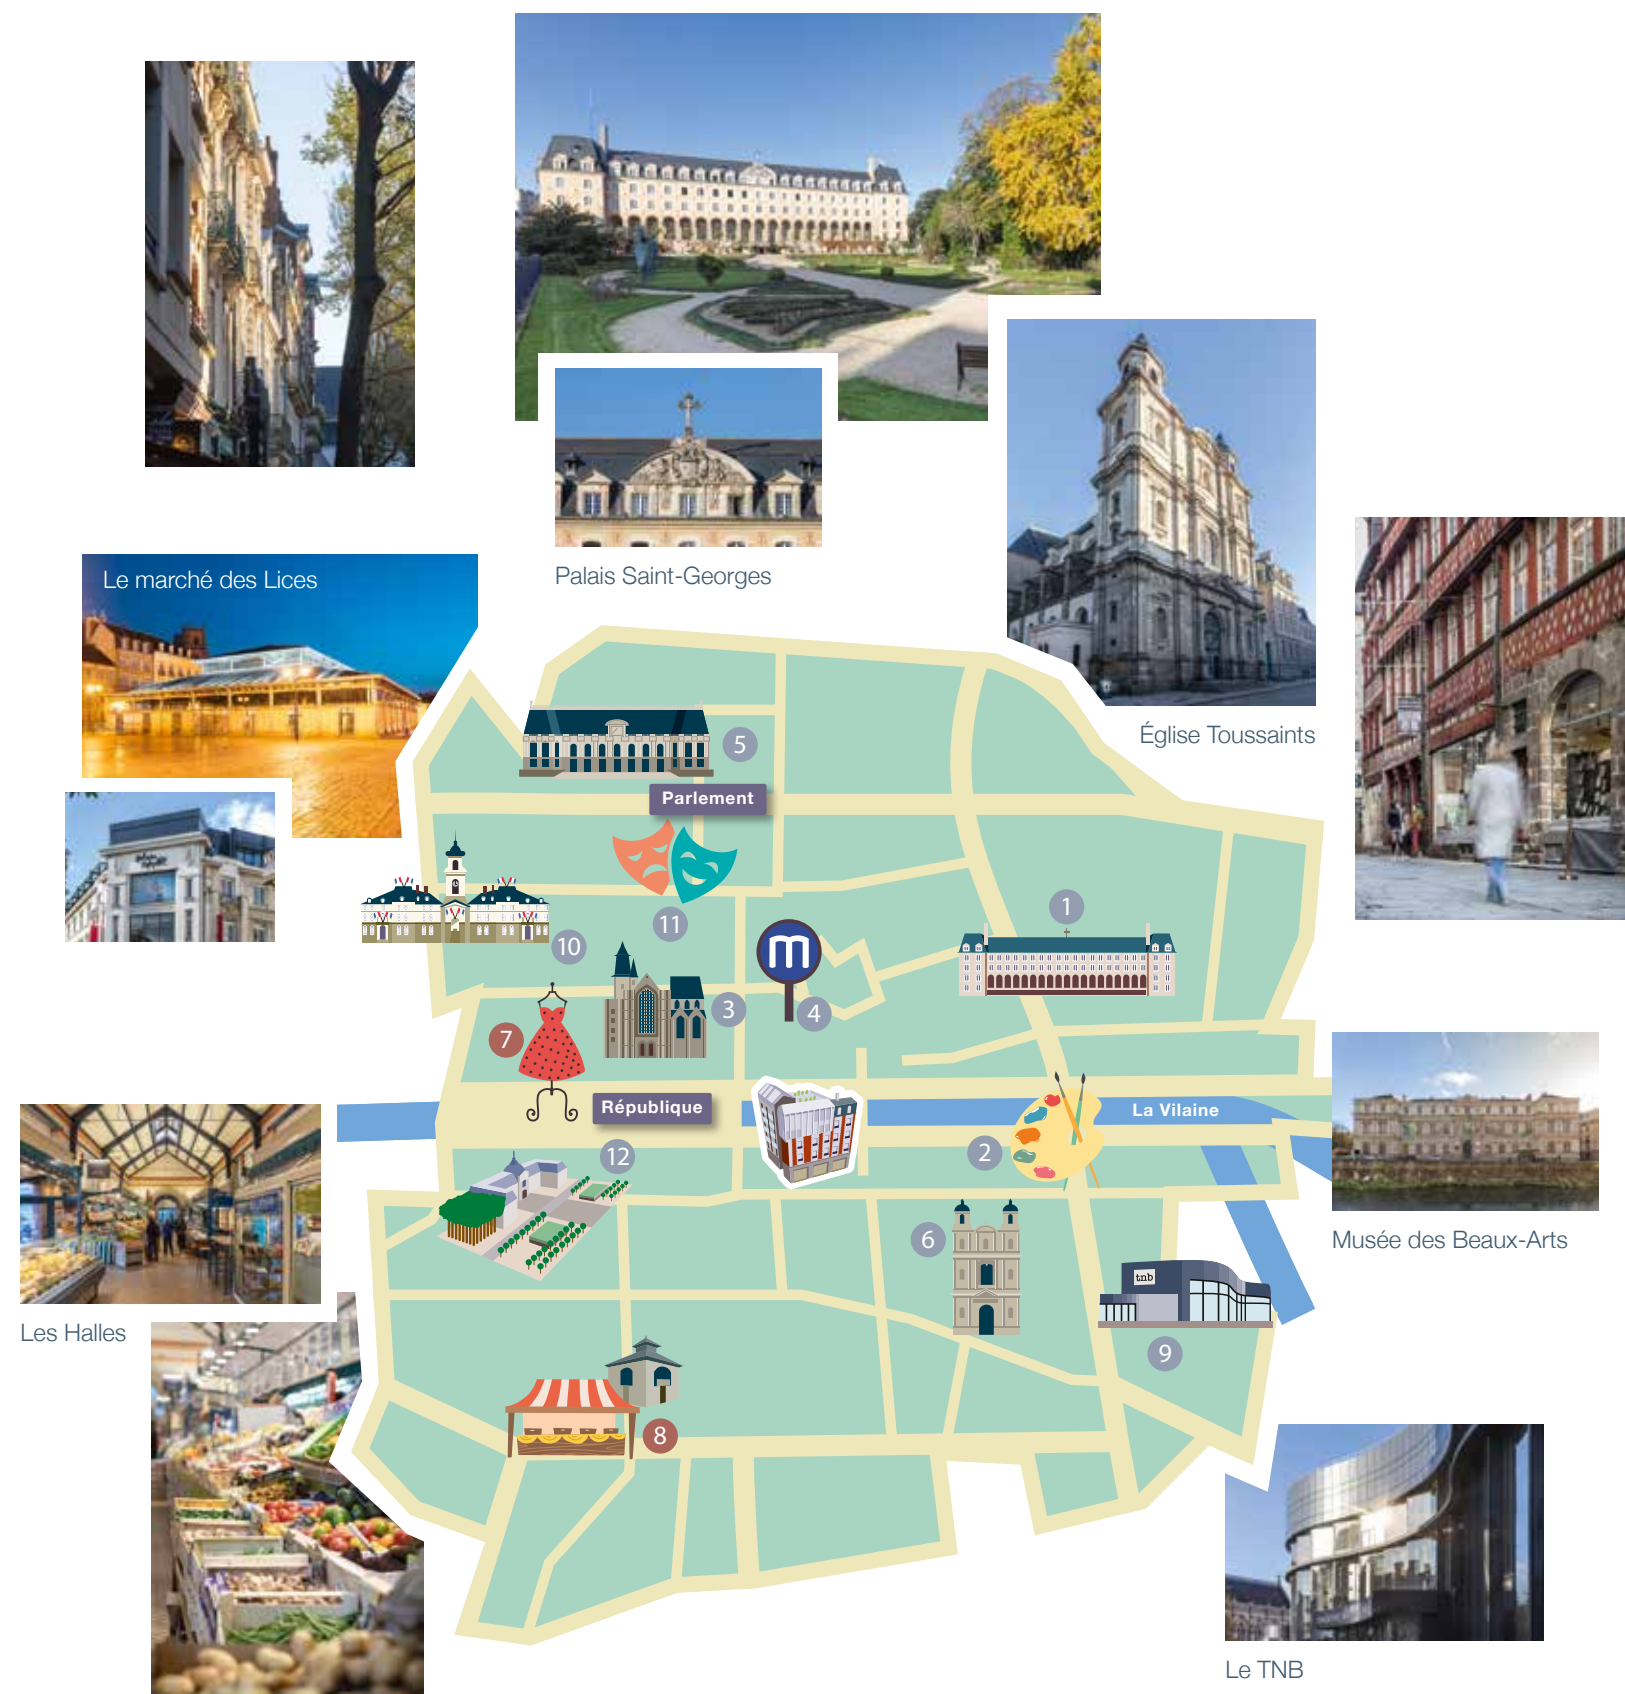 Palais Saint-Georges
Le marché des Lices
Église Toussaints
5
Parlement
1
11
10
m
3
4
7
République
La Vilaine
2
12
6
Musée des Beaux-Arts
tnb
Les Halles
9
8
Le TNB